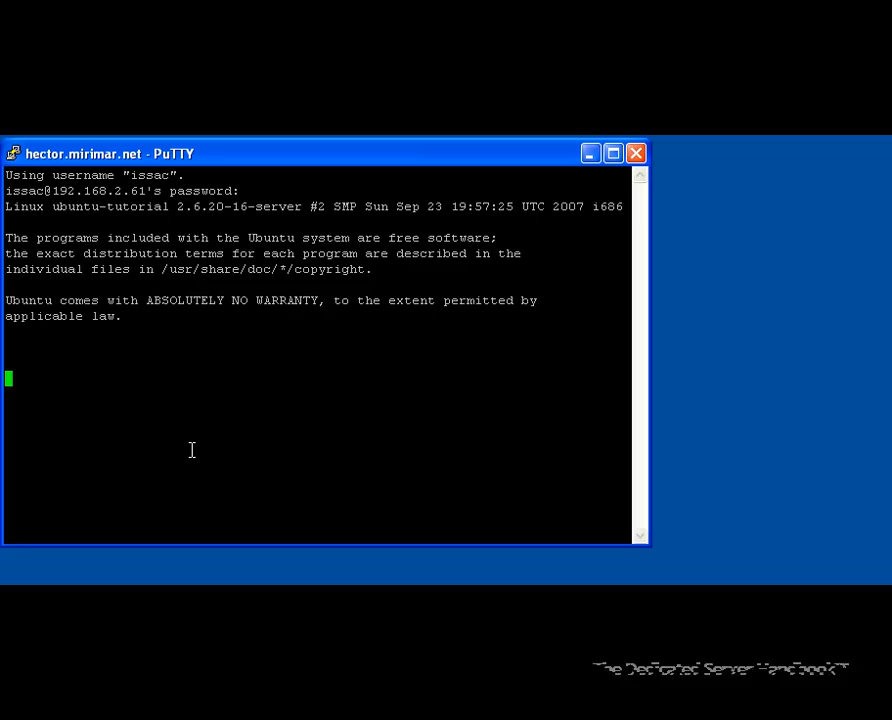 hector.mirimar.net - PuTTY
Using username "issac".
issac@192.168.2.61's password:
Linux ubuntu-tutorial 2.6.20-16-server #2 SMP Sun Sep 23 19:57:25 UTC 2007 i686
The programs included with the Ubuntu system are free software;
the exact distribution terms for each program are described in the
individual files in /usr/share/doc/*/copyright.
Ubuntu comes with ABSOLUTELY NO WARRANTY, to the extent permitted by
applicable law.
The Dedicated Server Handbook™